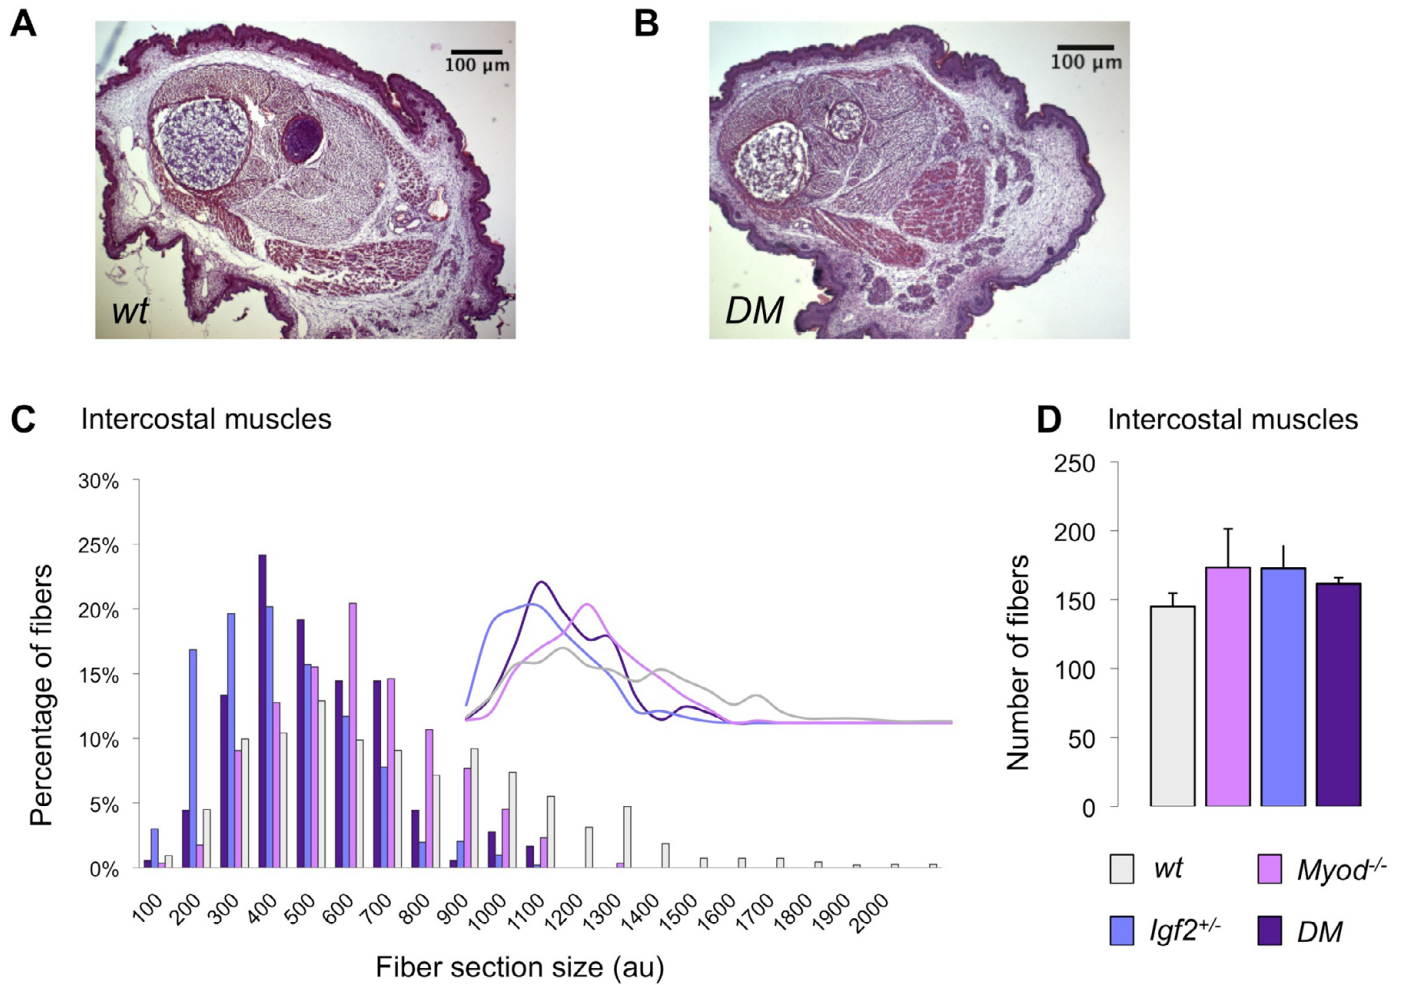 A
100 µm
wt
B
100 µm
DM
C Intercostal muscles
30%
25%
20%
15%
10%
5%
0%
Percentage of fibers
100 200 300 400 500 600 700 800 900 1000 1100 1200 1300 1400 1500 1600 1700 1800 1900 2000
Fiber section size (au)
D Intercostal muscles
250
200
150
100
50
0
Number of fibers
wt
Myod-/-
Igf2+/-
DM